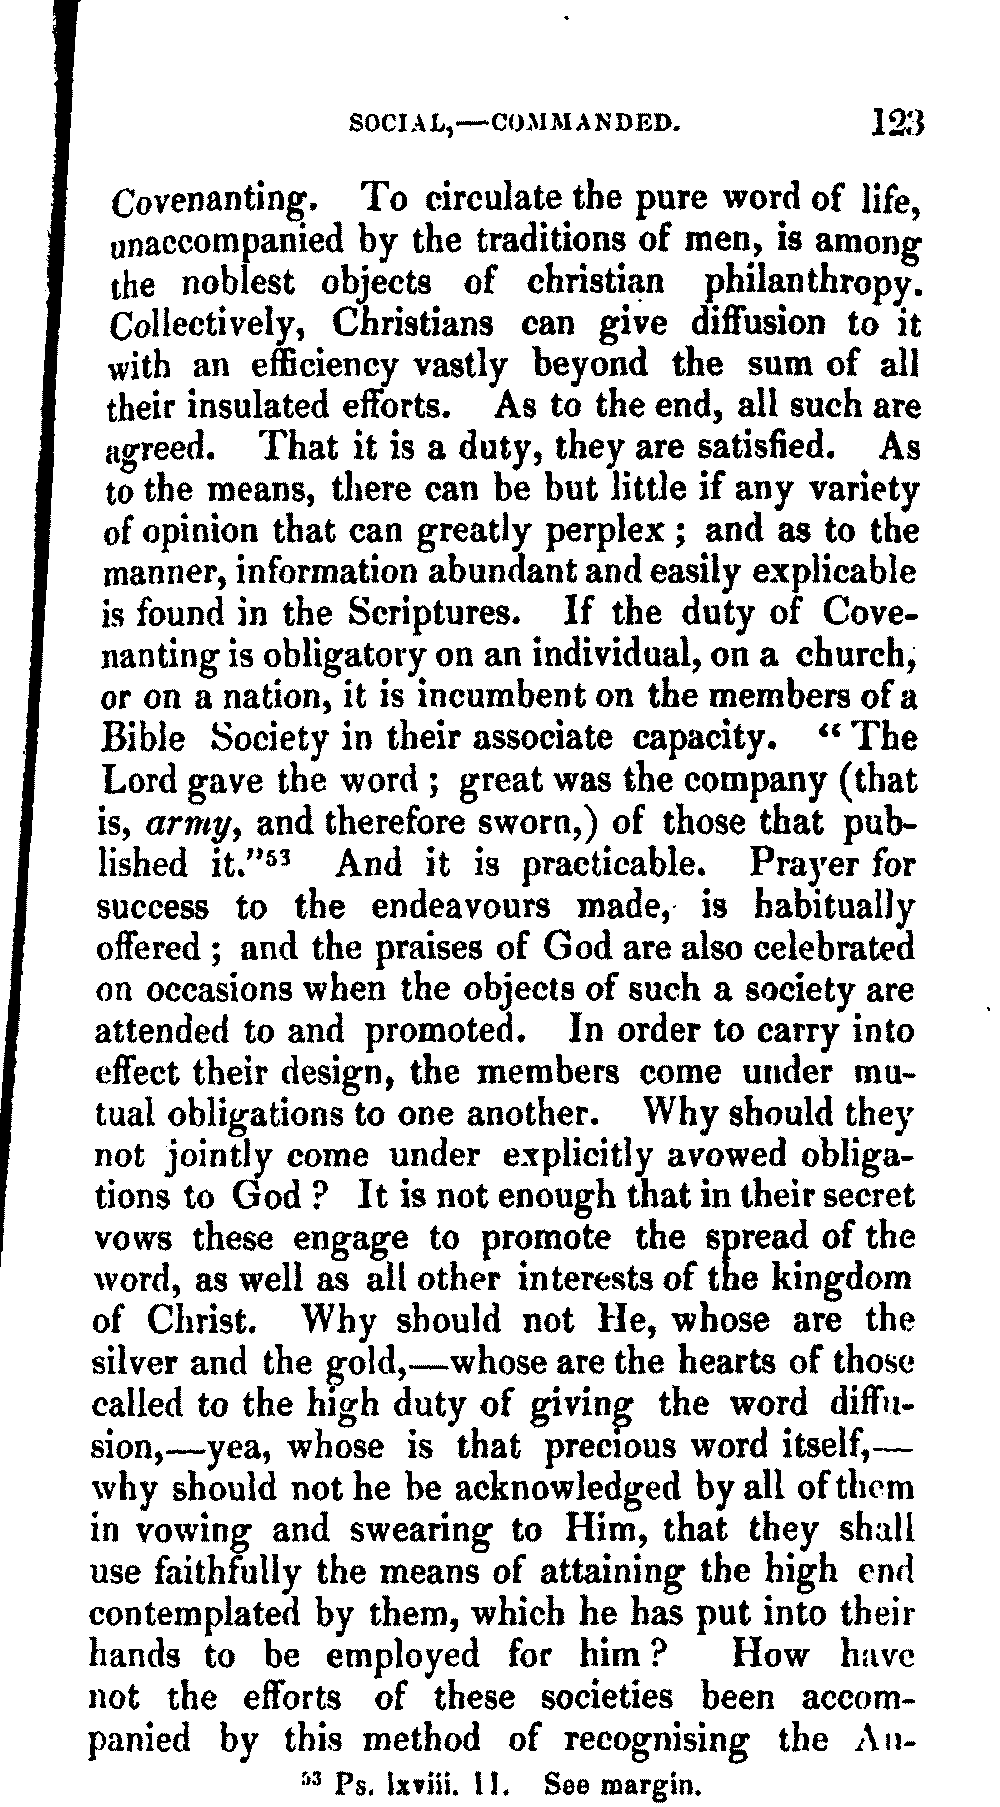 SOCIAL,—COMMANDED. 123
Covenanting. To circulate the pure word of life,
unaccompanied by the traditions of men, is among
the noblest objects of christian philanthropy.
Collectively, Christians can give diffusion to it
with an efficiency vastly beyond the sum of all
their insulated efforts. As to the end, all such are
agreed. That it is a duty, they are satisfied. As
to the means, there can be but little if any variety
of opinion that can greatly perplex ; and as to the
manner, information abundant and easily explicable
is found in the Scriptures. If the duty of Cove-
nanting is obligatory on an individual, on a church,
or on a nation, it is incumbent on the members of a
Bible Society in their associate capacity. “ The
Lord gave the word ; great was the company (that
is, army, and therefore sworn,) of those that pub-
lished it.”53 And it is practicable. Prayer for
success to the endeavours made, is habitually
offered ; and the praises of God are also celebrated
on occasions when the objects of such a society are
attended to and promoted. In order to carry into
effect their design, the members come under mu-
tual obligations to one another. Why should they
not jointly come under explicitly avowed obliga-
tions to God ? It is not enough that in their secret
vows these engage to promote the spread of the
word, as well as all other interests of the kingdom
of Christ. Why should not He, whose are the
silver and the gold,—whose are the hearts of those
called to the high duty of giving the word diffu-
sion,—yea, whose is that precious word itself,—
why should not he be acknowledged by all of them
in vowing and swearing to Him, that they shall
use faithfully the means of attaining the high end
contemplated by them, which he has put into their
hands to be employed for him ? How have
not the efforts of these societies been accom-
panied by this method of recognising the Au-
53 Ps. lxviii. 11. See margin.